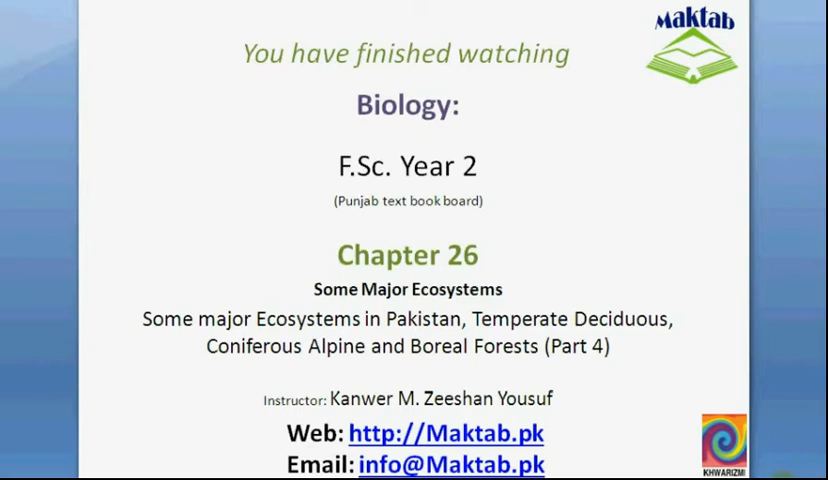 Maktab
You have finished watching
Biology:
F.Sc. Year 2
(Punjab text book board)
Chapter 26
Some Major Ecosystems
Some major Ecosystems in Pakistan, Temperate Deciduous,
Coniferous Alpine and Boreal Forests (Part 4)
Instructor: Kanwer M. Zeeshan Yousuf
Web: http://Maktab.pk
Email: info@Maktab.pk
KHWARIZMI